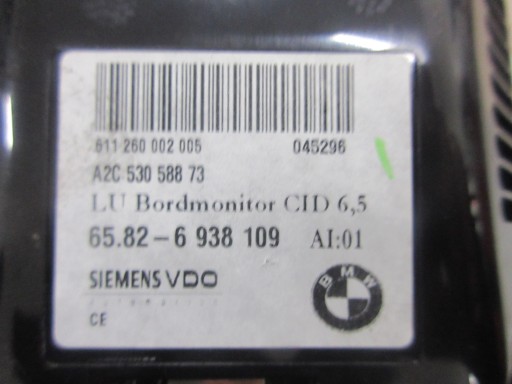 611 260 002 005 045296
A2C 530 588 73
LU Bordmonitor CID 6,5
65.82-6 938 109 AI:01
SIEMENS VDO
BMW
CE